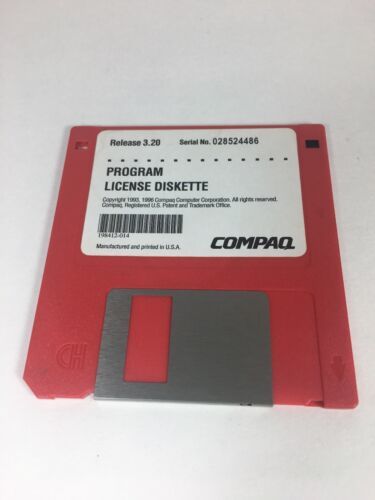 Release 3.20 Serial No. 028524486
PROGRAM
LICENSE DISKETTE
Copyright 1993, 1996 Compaq Computer Corporation. All rights reserved.
Compaq, Registered U.S. Patent and Trademark Office.
198412-014
Manufactured and printed in U.S.A.
COMPAQ